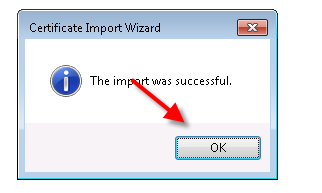 Certificate Import Wizard
The import was successful.
OK